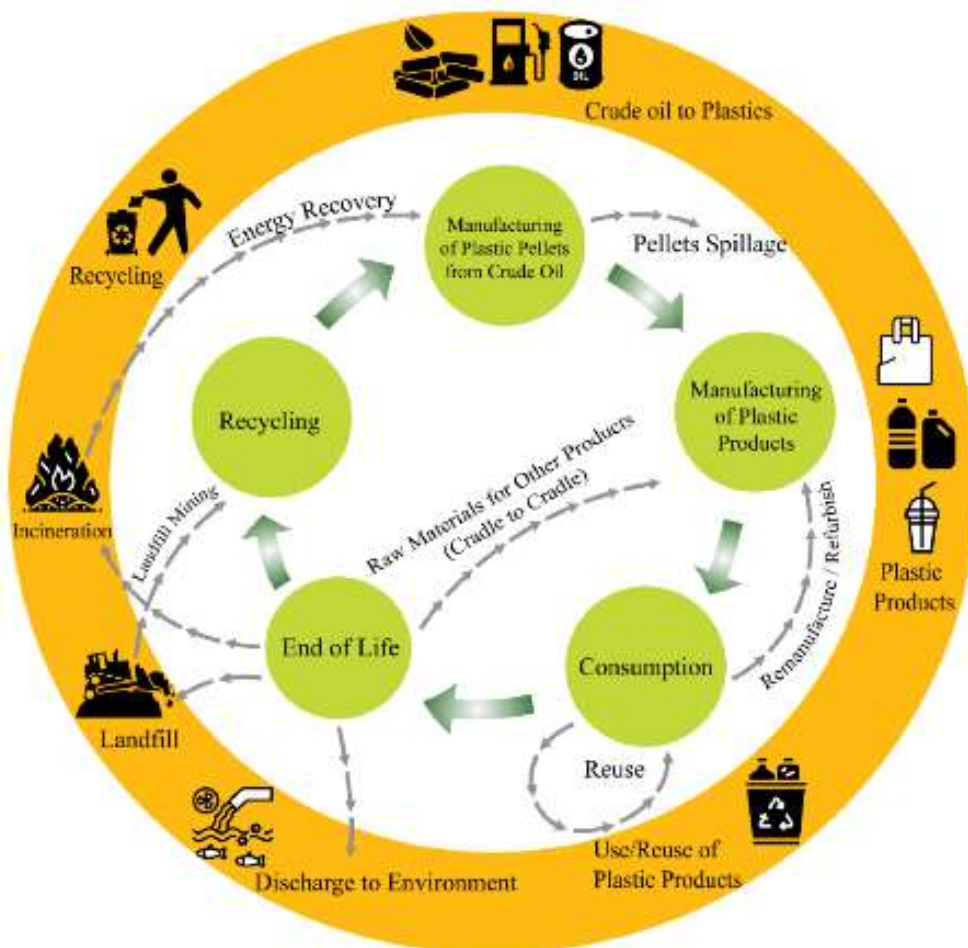 OIL
Crude oil to Plastics
Energy Recovery
Manufacturing
of Plastic Pellets
from Crude Oil
Pellets Spillage
Recycling
Recycling
Manufacturing
of Plastic
Products
Raw Materials for Other Products
(Cradle to Cradle)
Landfill Mining
Incineration
Remanufacture / Refurbish
Plastic
Products
End of Life
Consumption
Landfill
Reuse
Use/Reuse of
Plastic Products
Discharge to Environment